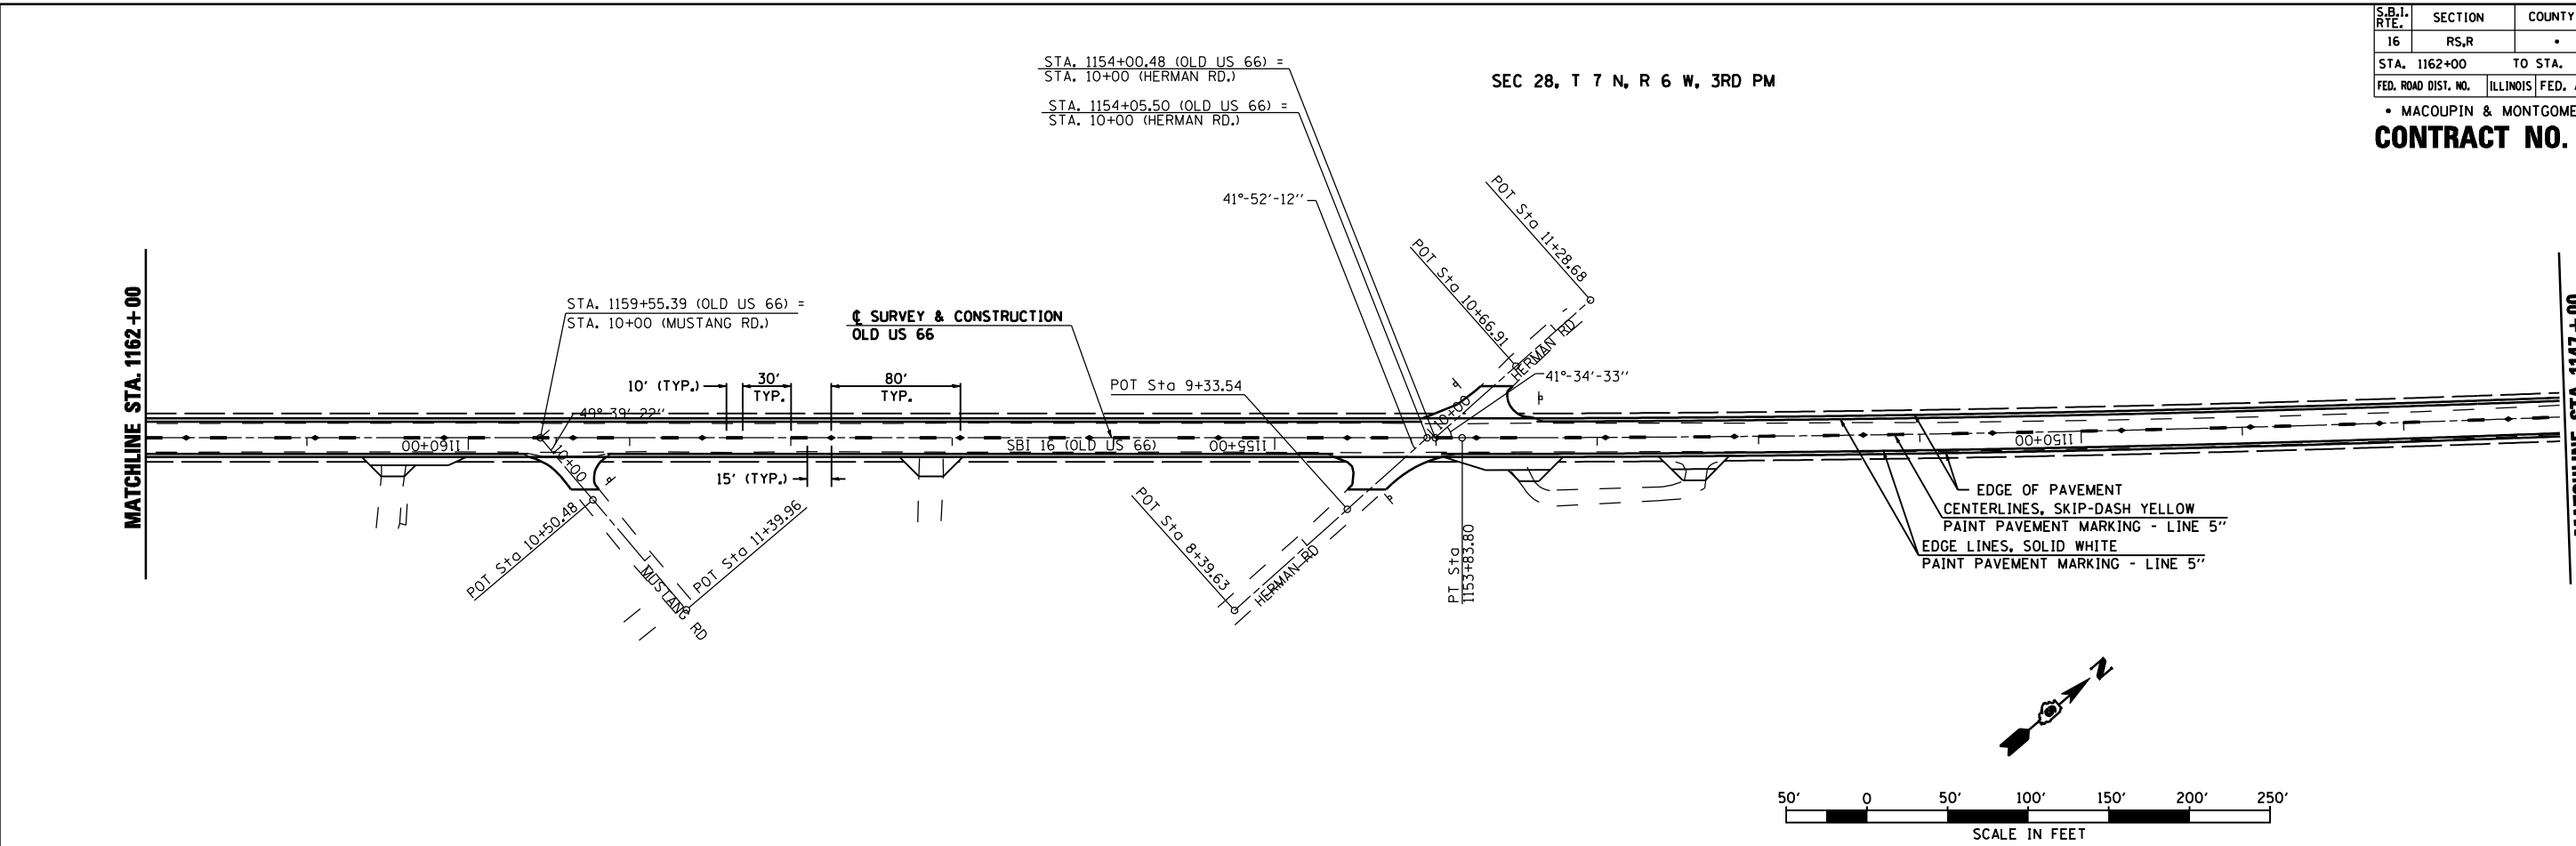 S.B.I. RTE. SECTION COUNTY
16 RS,R •
STA. 1162+00 TO STA.
FED. ROAD DIST. NO. ILLINOIS FED.
• MACOUPIN & MONTGOME
CONTRACT NO.
STA. 1154+00.48 (OLD US 66) =
STA. 10+00 (HERMAN RD.)
STA. 1154+05.50 (OLD US 66) =
STA. 10+00 (HERMAN RD.)
SEC 28, T 7 N, R 6 W, 3RD PM
41°-52'-12''
POT Sta 11+28.68
POT Sta 10+66.91
HERMAN RD
41°-34'-33''
10+00
MATCHLINE STA. 1162+00
STA. 1159+55.39 (OLD US 66) =
STA. 10+00 (MUSTANG RD.)
℄ SURVEY & CONSTRUCTION
OLD US 66
10' (TYP.)
30'
TYP.
80'
TYP.
POT Sta 9+33.54
49°-39'-22''
1160+00
10+00
SBI 16 (OLD US 66)
1155+00
1150+00
15' (TYP.)
POT Sta 10+50.48
POT Sta 11+39.96
MUSTANG RD
POT Sta 8+39.63
HERMAN RD
PT Sta
1153+83.80
EDGE OF PAVEMENT
CENTERLINES, SKIP-DASH YELLOW
PAINT PAVEMENT MARKING - LINE 5''
EDGE LINES, SOLID WHITE
PAINT PAVEMENT MARKING - LINE 5''
MATCHLINE STA. 1147+00
N
50' 0 50' 100' 150' 200' 250'
SCALE IN FEET